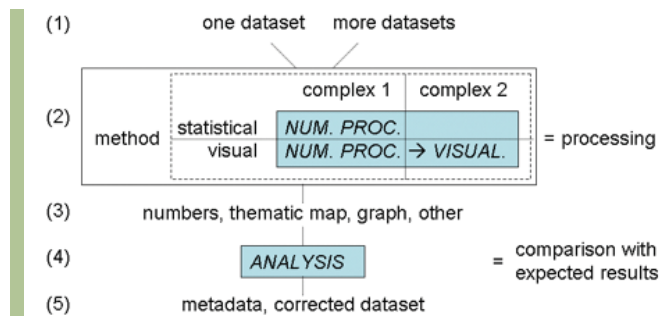 (1) one dataset more datasets
complex 1 complex 2
(2) statistical NUM. PROC.
method = processing
visual NUM. PROC. → VISUAL.
(3) numbers, thematic map, graph, other
(4) ANALYSIS = comparison with
expected results
(5) metadata, corrected dataset